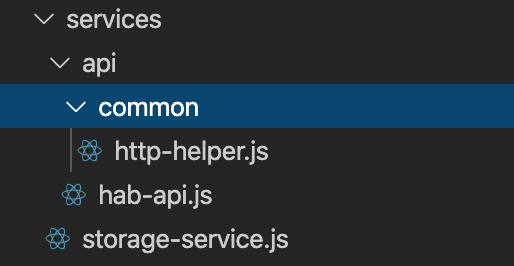 services
api
common
http-helper.js
hab-api.js
storage-service.js